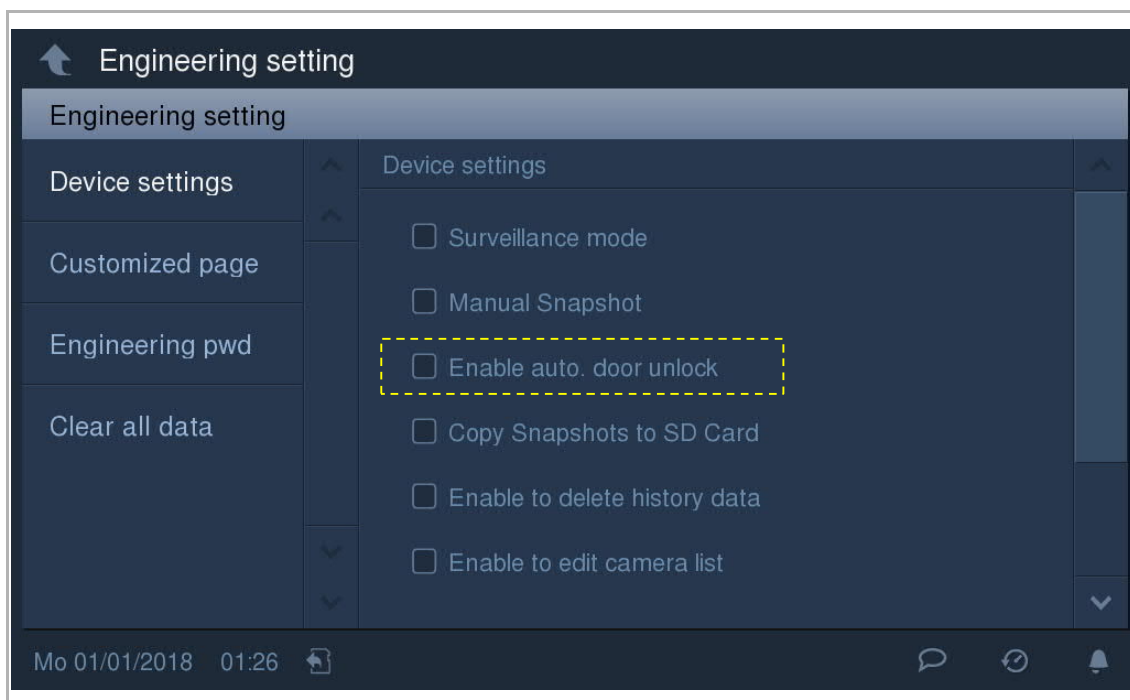 Engineering setting
Engineering setting
Device settings
Customized page
Engineering pwd
Clear all data
Device settings
Surveillance mode
Manual Snapshot
Enable auto. door unlock
Copy Snapshots to SD Card
Enable to delete history data
Enable to edit camera list
Mo 01/01/2018 01:26